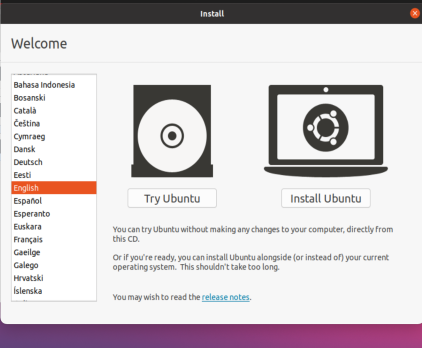 Install
Welcome
Bahasa Indonesia
Bosanski
Català
Čeština
Cymraeg
Dansk
Deutsch
Eesti
English
Español
Esperanto
Euskara
Français
Gaeilge
Galego
Hrvatski
Íslenska
Try Ubuntu
Install Ubuntu
You can try Ubuntu without making any changes to your computer, directly from
this CD.
Or if you're ready, you can install Ubuntu alongside (or instead of) your current
operating system. This shouldn't take too long.
You may wish to read the release notes.